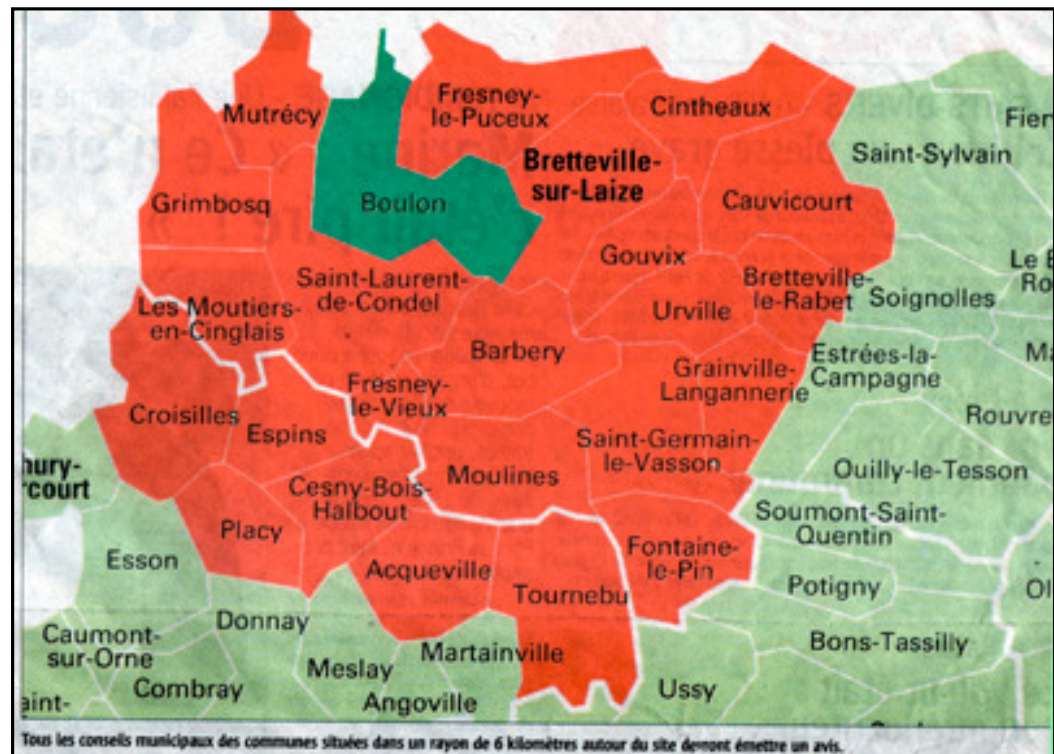 Mutrécy
Fresney-
le-Puceux
Cintheaux
Saint-Sylvain
Bretteville-
sur-Laize
Grimbosq
Boulon
Cauvicourt
Gouvix
Saint-Laurent-
de-Condel
Bretteville-
le-Rabet
Soignolles
Les Moutiers-
en-Cinglais
Urville
Barbery
Estrées-la-
Campagne
Grainville-
Langannerie
Fresney-
le-Vieux
Croisilles
Espins
Rouvre
Saint-Germain-
le-Vasson
Moulines
Ouilly-le-Tesson
Cesny-Bois-
Halbout
Placy
Soumont-Saint-
Quentin
Fontaine-
le-Pin
Esson
Acqueville
Tournebu
Potigny
Donnay
Caumont-
sur-Orne
Martainville
Bons-Tassilly
Meslay
Combray
Angoville
Ussy
Tous les conseils municipaux des communes situées dans un rayon de 6 kilomètres autour du site devront émettre un avis.